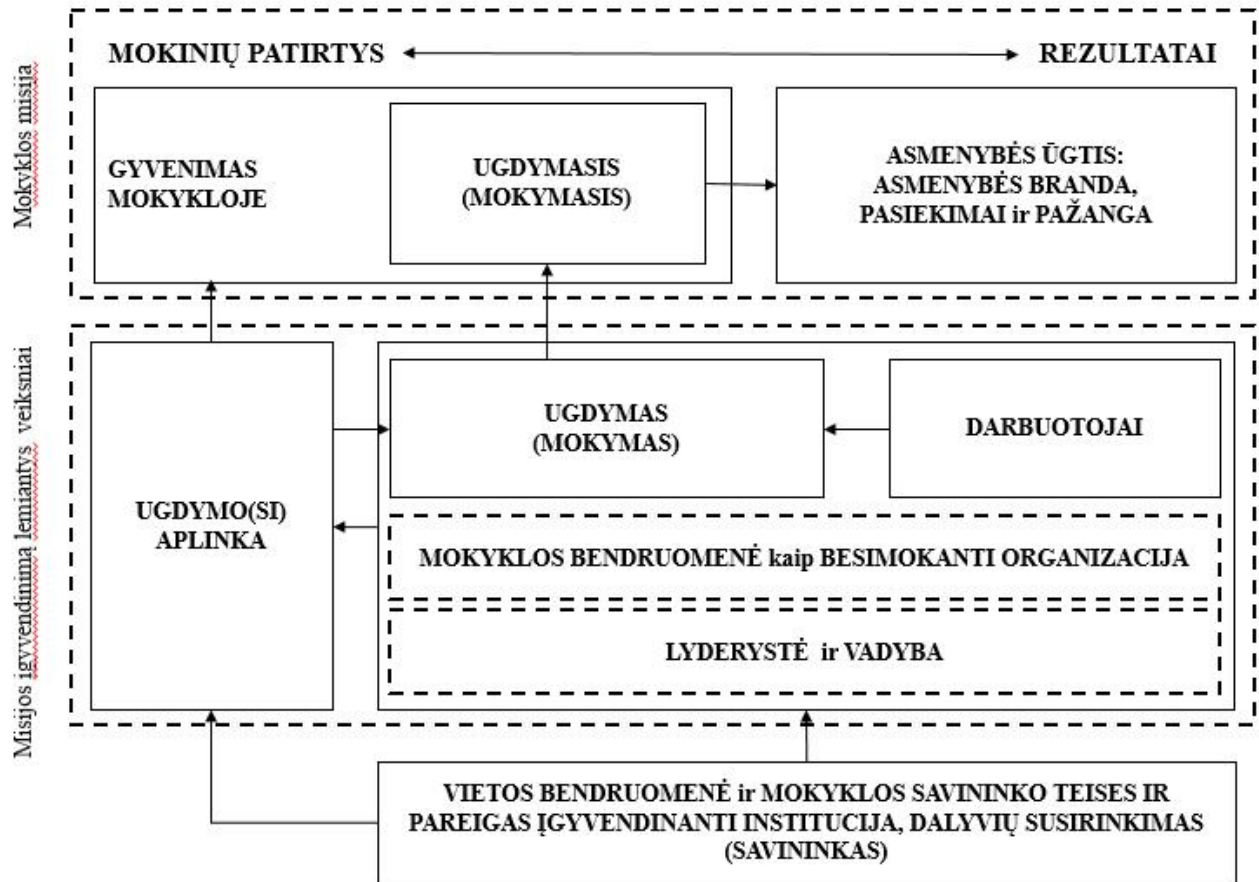 Mokyklos misija
MOKINIŲ PATIRTYS
REZULTATAI
GYVENIMAS
MOKYKLOJE
UGDYMASIS
(MOKYMASIS)
ASMENYBĖS ŪGTIS:
ASMENYBĖS BRANDA,
PASIEKIMAI ir PAŽANGA
Misijos įgyvendinimą lemiantys veiksniai
UGDYMO(SI)
APLINKA
UGDYMAS
(MOKYMAS)
DARBUOTOJAI
MOKYKLOS BENDRUOMENĖ kaip BESIMOKANTI ORGANIZACIJA
LYDERYSTĖ ir VADYBA
VIETOS BENDRUOMENĖ ir MOKYKLOS SAVININKO TEISES IR
PAREIGAS ĮGYVENDINANTI INSTITUCIJA, DALYVIŲ SUSIRINKIMAS
(SAVININKAS)